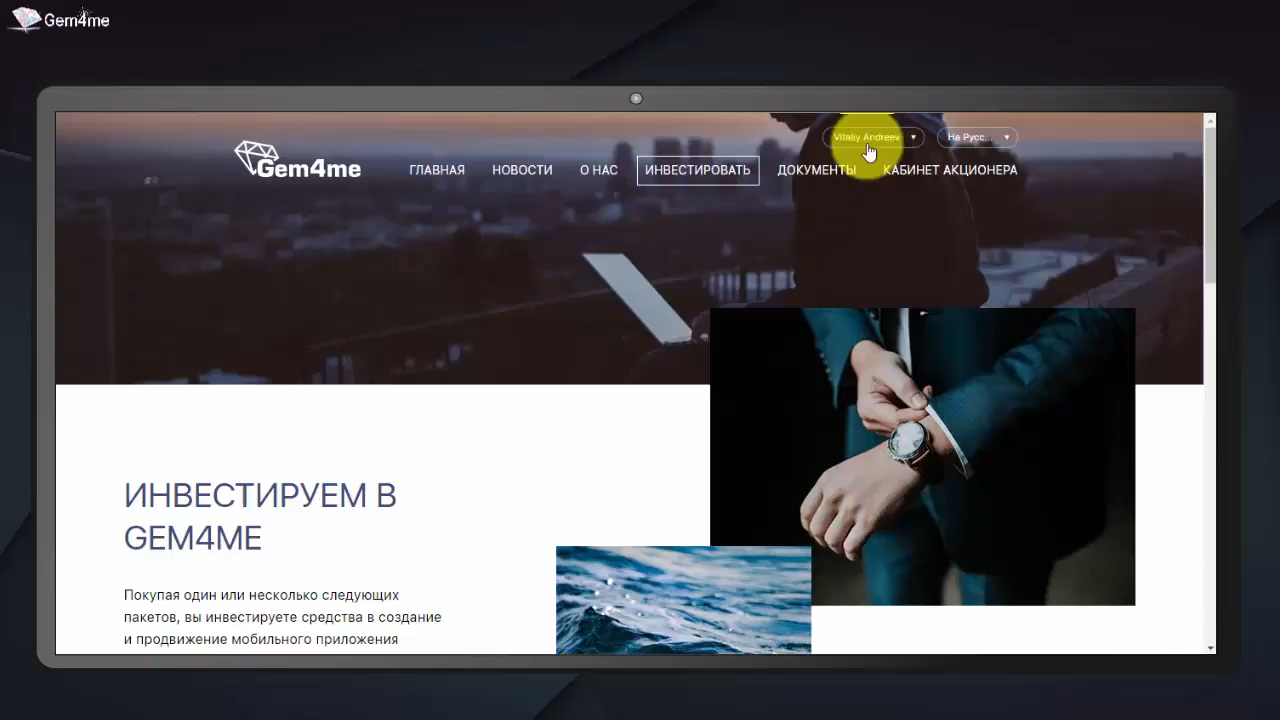 Gem4me
Vitaliy Andreev
На Русс...
Gem4me
ГЛАВНАЯ
НОВОСТИ
О НАС
ИНВЕСТИРОВАТЬ
ДОКУМЕНТЫ
КАБИНЕТ АКЦИОНЕРА
ИНВЕСТИРУЕМ В
GEM4ME
Покупая один или несколько следующих
пакетов, вы инвестируете средства в создание
и продвижение мобильного приложения